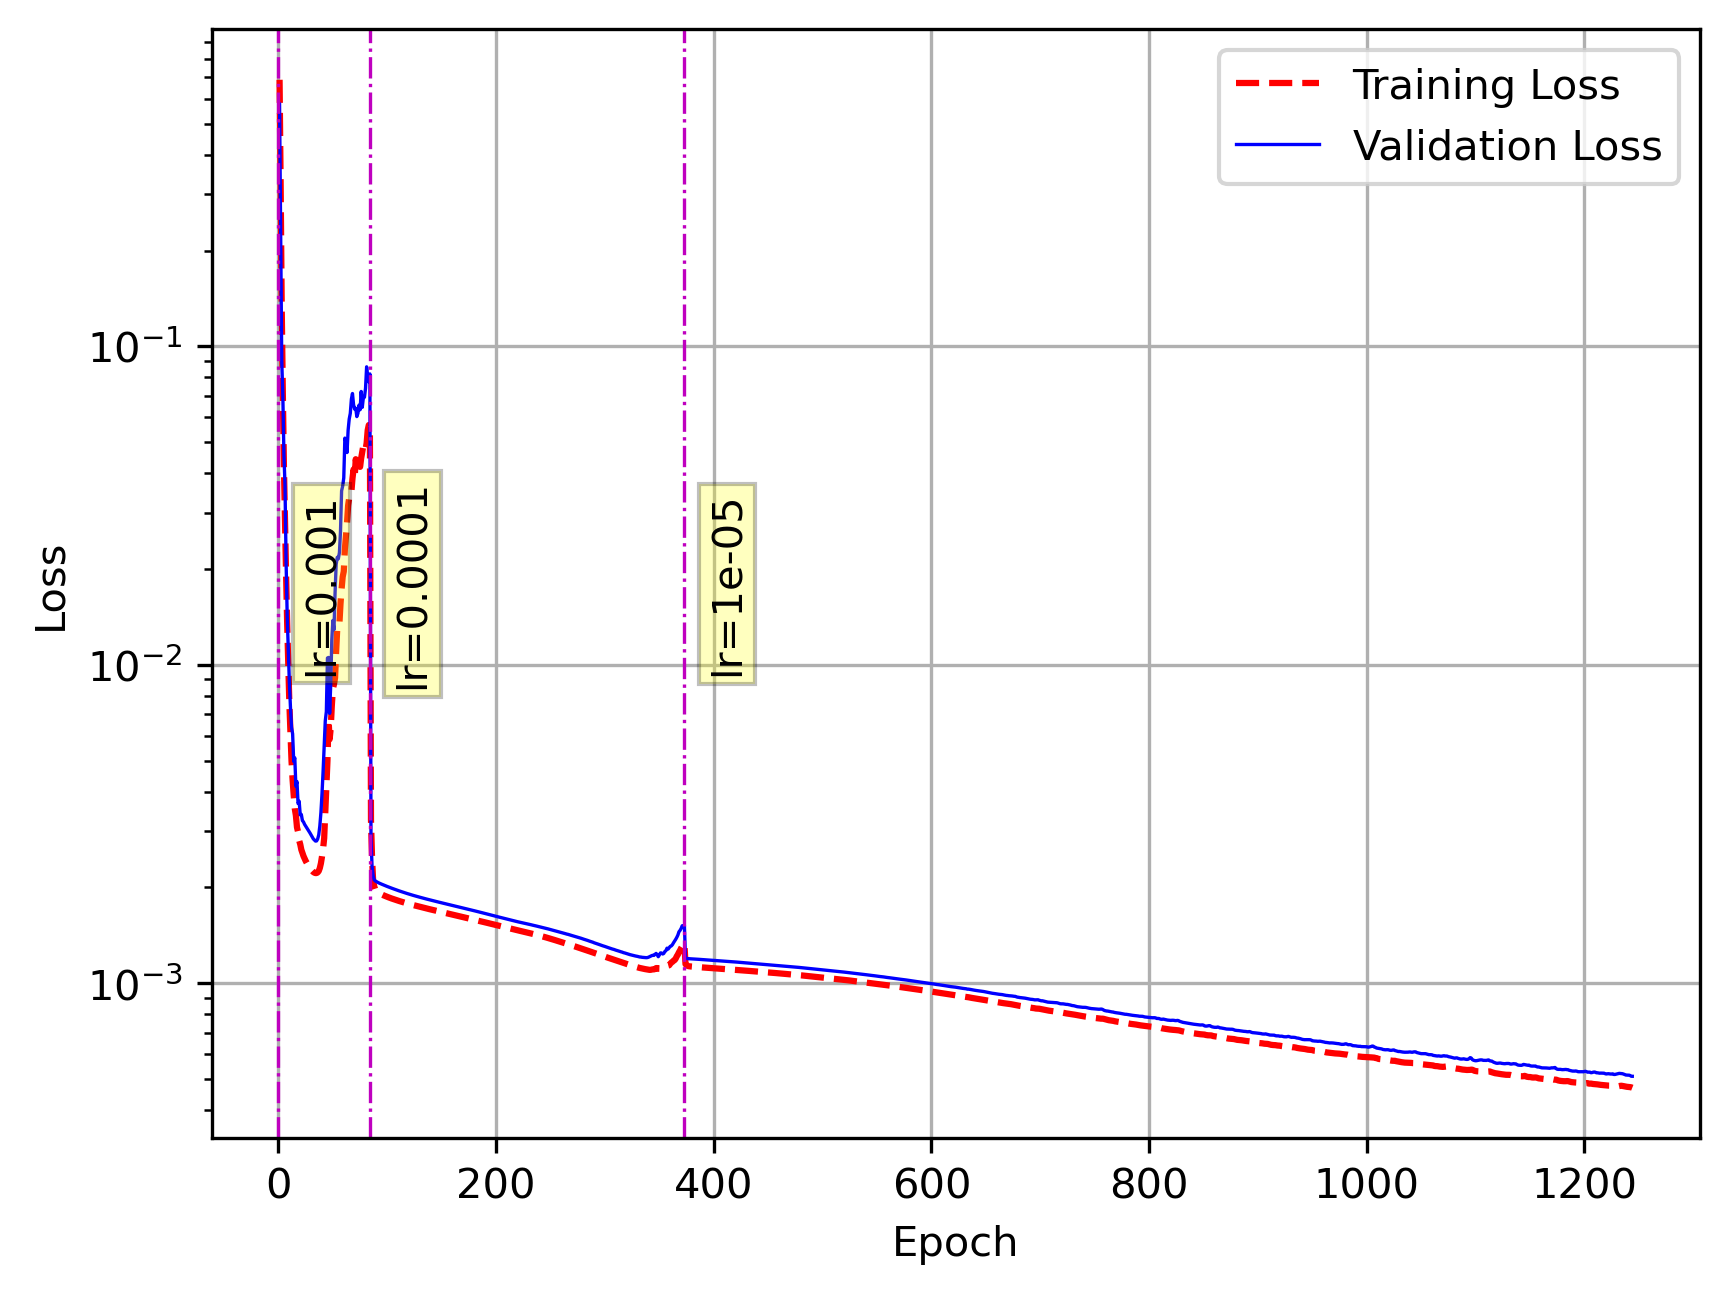 Training Loss
Validation Loss
10⁻¹
10⁻²
10⁻³
Loss
lr=0.001
lr=0.0001
lr=1e-05
0 200 400 600 800 1000 1200
Epoch